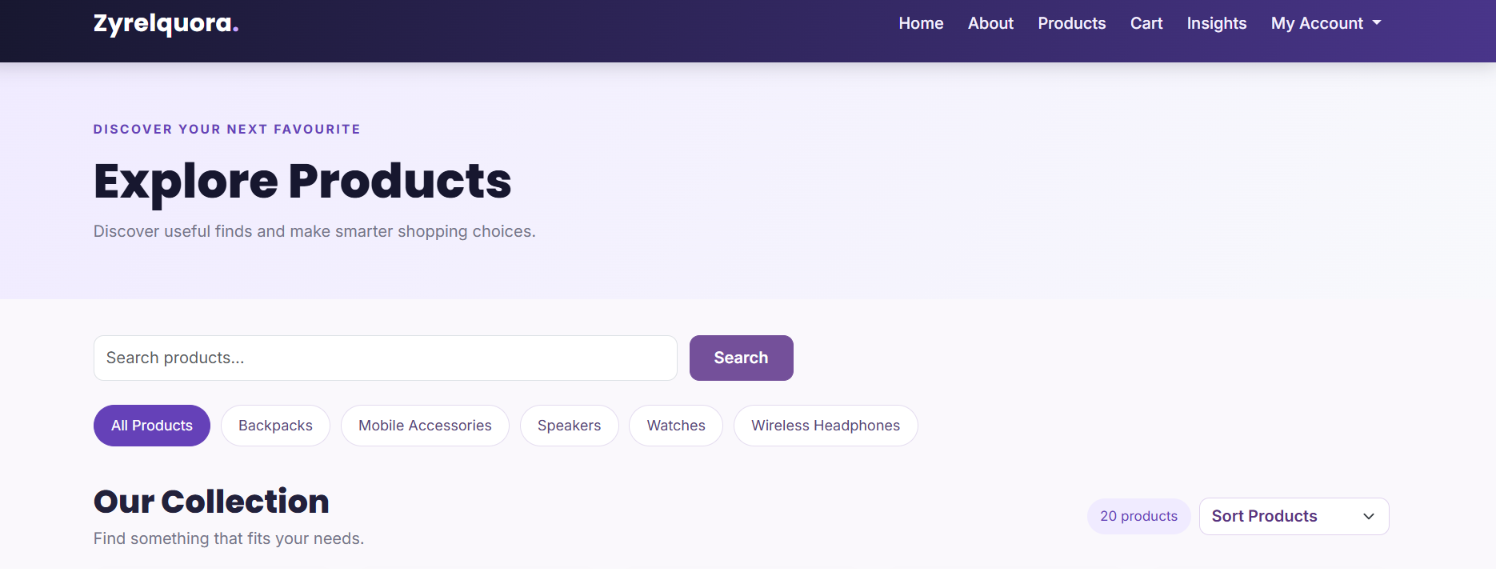 Zyrelquora.
Home About Products Cart Insights My Account
DISCOVER YOUR NEXT FAVOURITE
Explore Products
Discover useful finds and make smarter shopping choices.
Search products...
Search
All Products Backpacks Mobile Accessories Speakers Watches Wireless Headphones
Our Collection
20 products Sort Products
Find something that fits your needs.